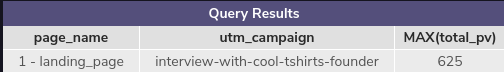 Query Results
page_name utm_campaign MAX(total_pv)
1 - landing_page interview-with-cool-tshirts-founder 625